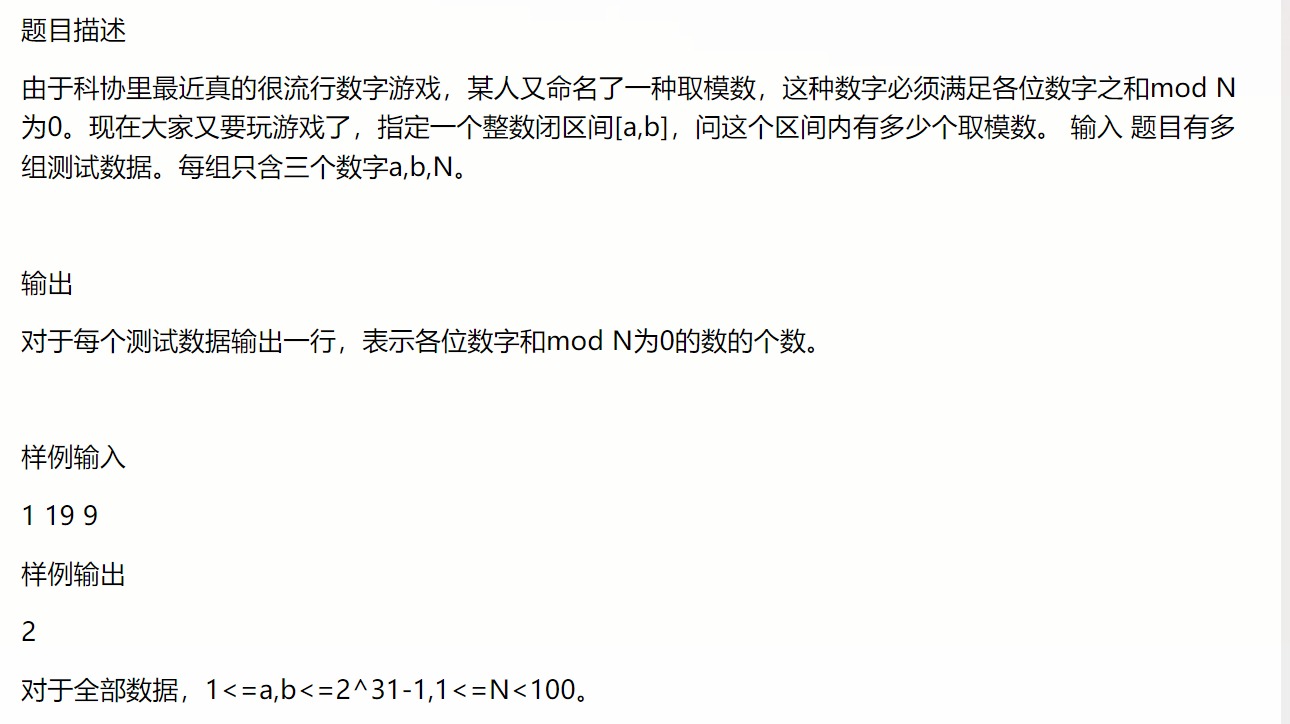 题目描述
由于科协里最近真的很流行数字游戏，某人又命名了一种取模数，这种数字必须满足各位数字之和mod N
为0。现在大家又要玩游戏了，指定一个整数闭区间[a,b]，问这个区间内有多少个取模数。 输入 题目有多
组测试数据。每组只含三个数字a,b,N。
输出
对于每个测试数据输出一行，表示各位数字和mod N为0的数的个数。
样例输入
1 19 9
样例输出
2
对于全部数据，1<=a,b<=2^31-1,1<=N<100。